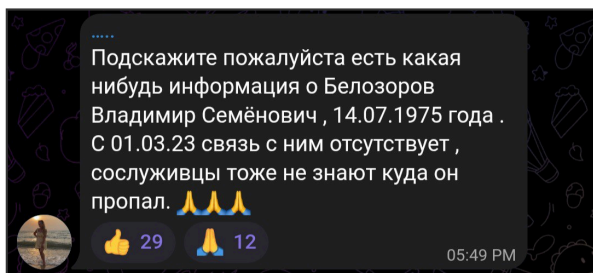 .....
Подскажите пожалуйста есть какая
нибудь информация о Белозоров
Владимир Семёнович , 14.07.1975 года .
С 01.03.23 связь с ним отсутствует ,
сослуживцы тоже не знают куда он
пропал. 🙏🙏🙏
👍 29 🙏 12
05:49 PM